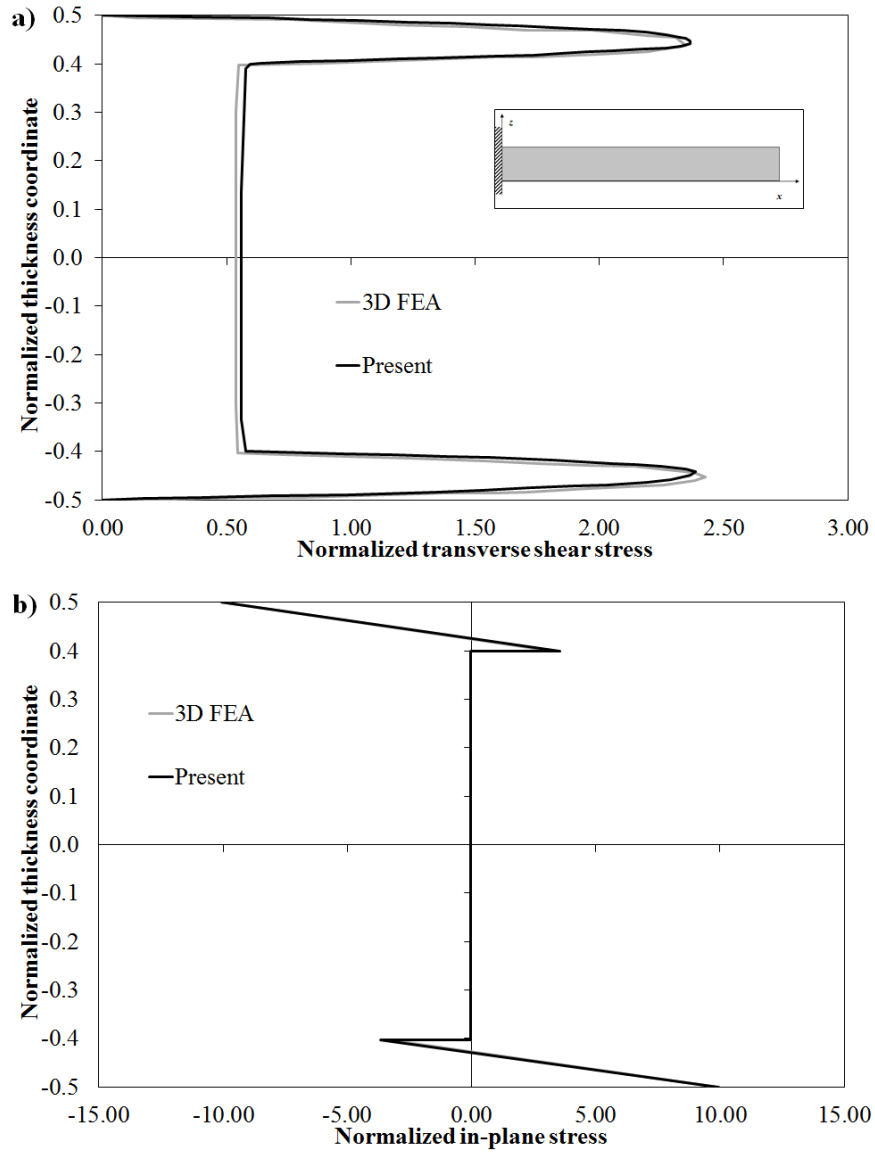 a)
Normalized thickness coordinate
0.5
0.4
0.3
0.2
0.1
0.0
-0.1
-0.2
-0.3
-0.4
-0.5
z
x
3D FEA
Present
0.00 0.50 1.00 1.50 2.00 2.50 3.00
Normalized transverse shear stress
b)
Normalized thickness coordinate
0.5
0.4
0.3
0.2
0.1
0.0
-0.1
-0.2
-0.3
-0.4
-0.5
3D FEA
Present
-15.00 -10.00 -5.00 0.00 5.00 10.00 15.00
Normalized in-plane stress